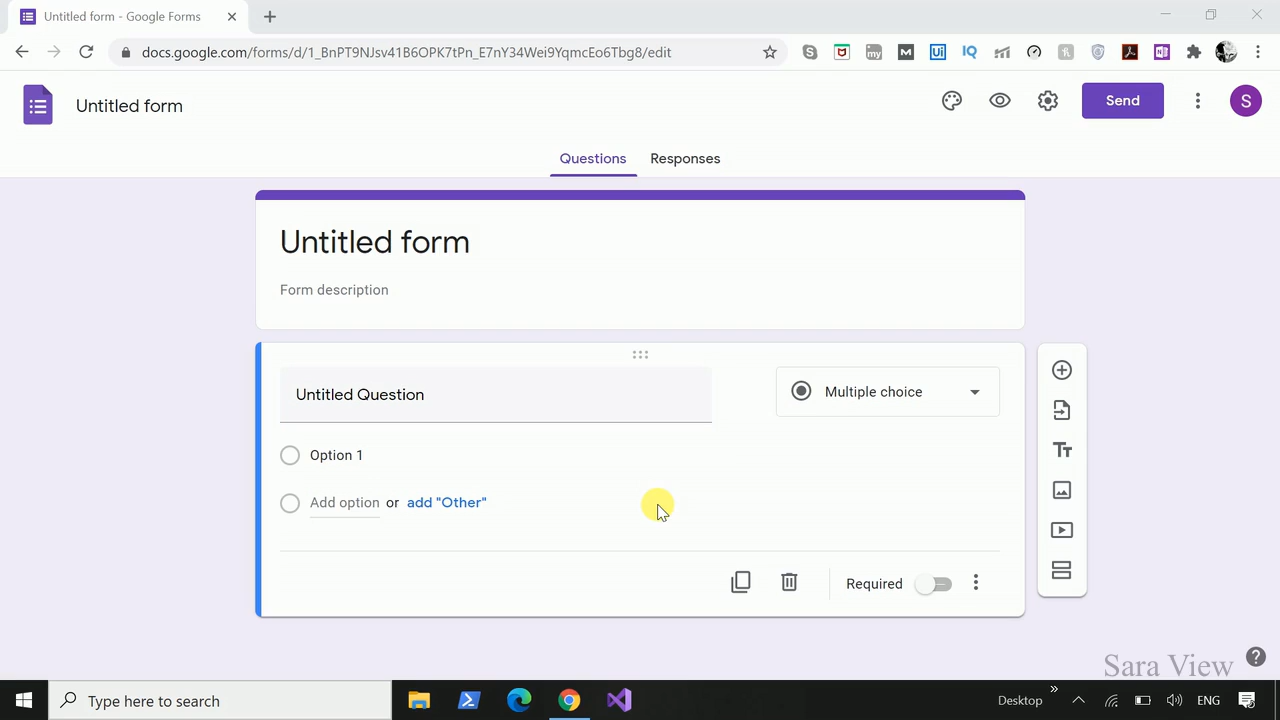 Untitled form - Google Forms
docs.google.com/forms/d/1_BnPT9NJsv41B6OPK7tPn_E7nY34Wei9YqmcEo6Tbg8/edit
Untitled form
Send
S
Questions
Responses
Untitled form
Form description
Untitled Question
Multiple choice
Option 1
Add option or add "Other"
Required
Sara View
Type here to search
Desktop
ENG